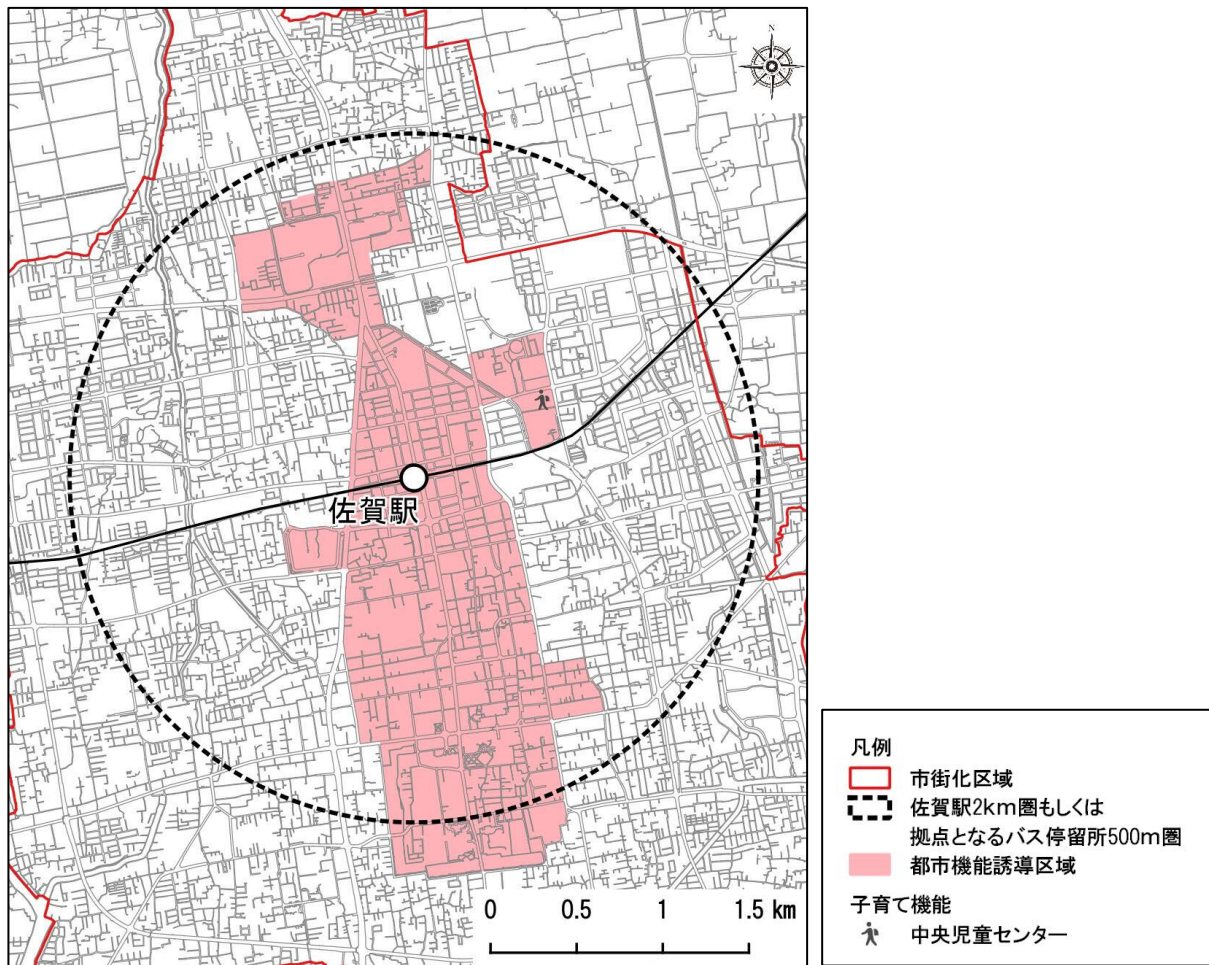 N
佐賀駅
0 0.5 1 1.5 km
凡例
市街化区域
佐賀駅2km圏もしくは
拠点となるバス停留所500m圏
都市機能誘導区域
子育て機能
中央児童センター